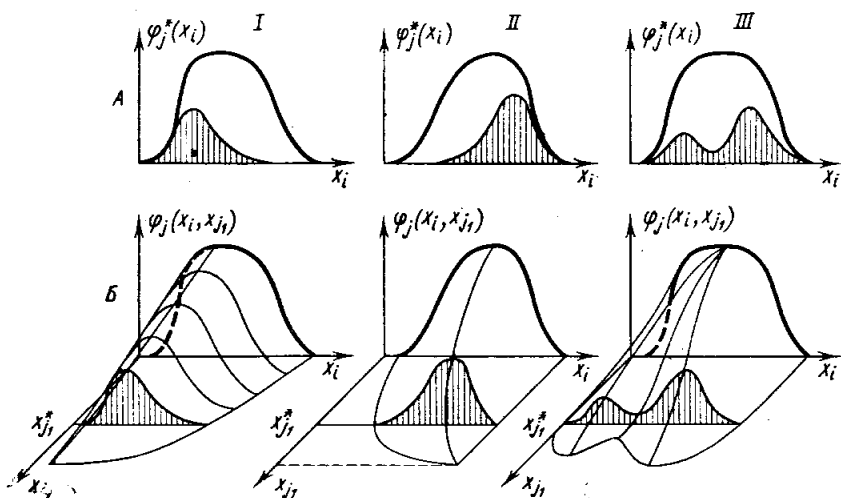 I II III
φ*ⱼ(xᵢ) φ*ⱼ(xᵢ) φ*ⱼ(xᵢ)
А
xᵢ xᵢ xᵢ
φⱼ(xᵢ, xⱼ₁) φⱼ(xᵢ, xⱼ₁) φⱼ(xᵢ, xⱼ₁)
Б
xᵢ xᵢ xᵢ
x*ⱼ₁ x*ⱼ₁ x*ⱼ₁
xⱼ₁ xⱼ₁